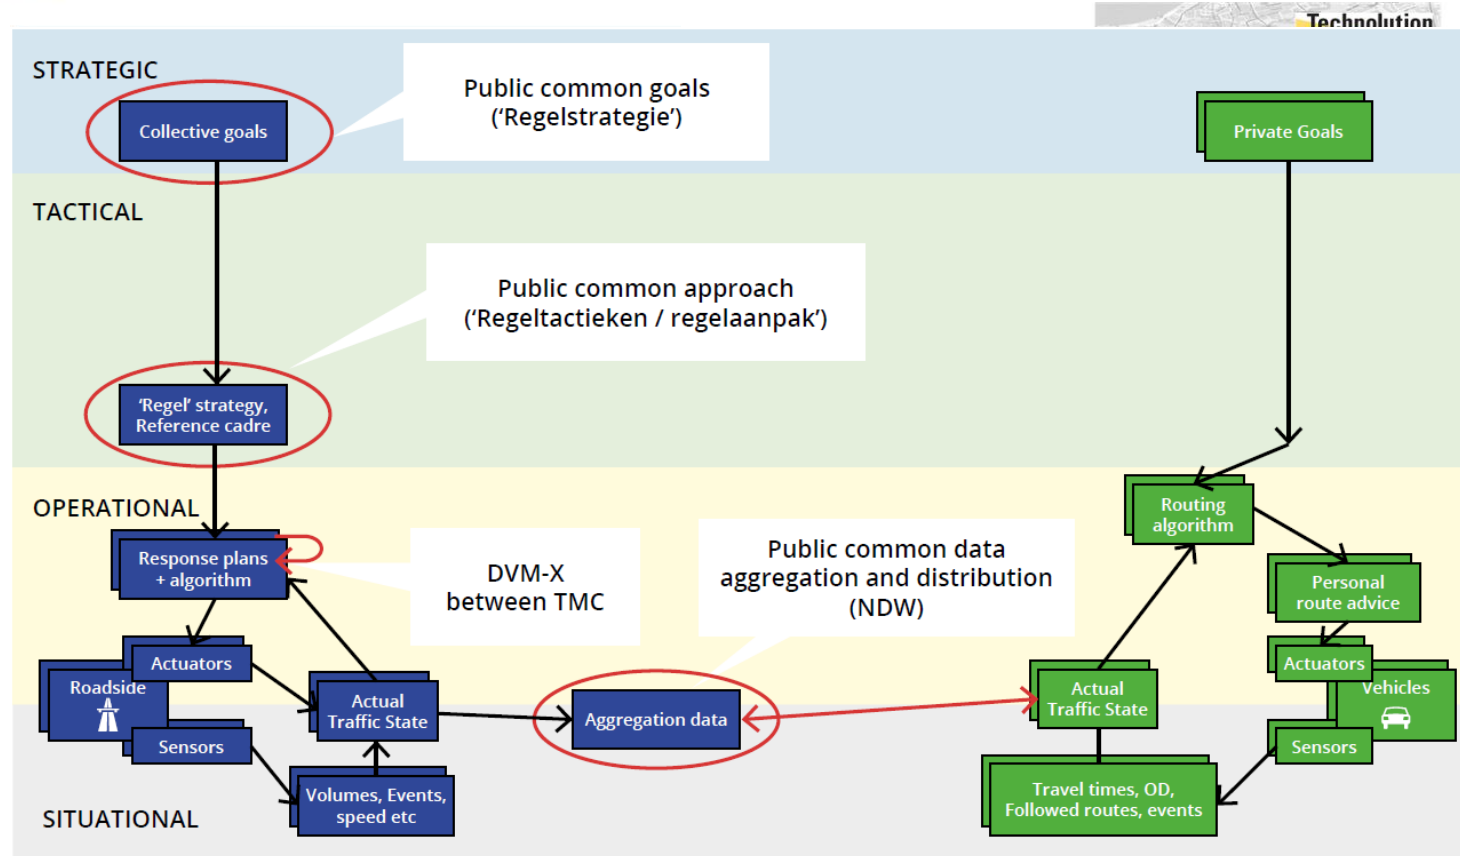 Technolution
STRATEGIC
Public common goals
(‘Regelstrategie’)
Collective goals
Private Goals
TACTICAL
Public common approach
(‘Regeltactieken / regelaanpak’)
‘Regel’ strategy,
Reference cadre
OPERATIONAL
Routing
algorithm
Response plans
+ algorithm
DVM-X
between TMC
Public common data
aggregation and distribution
(NDW)
Personal
route advice
Actuators
Roadside
Actual
Traffic State
Aggregation data
Sensors
Volumes, Events,
speed etc
Actual
Traffic State
Actuators
Vehicles
Sensors
Travel times, OD,
Followed routes, events
SITUATIONAL